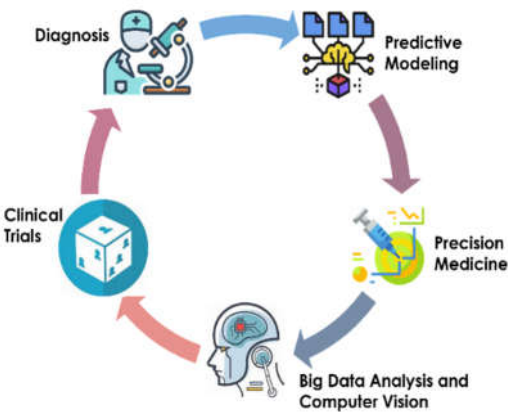 Diagnosis
Predictive
Modeling
Precision
Medicine
Big Data Analysis and
Computer Vision
Clinical
Trials